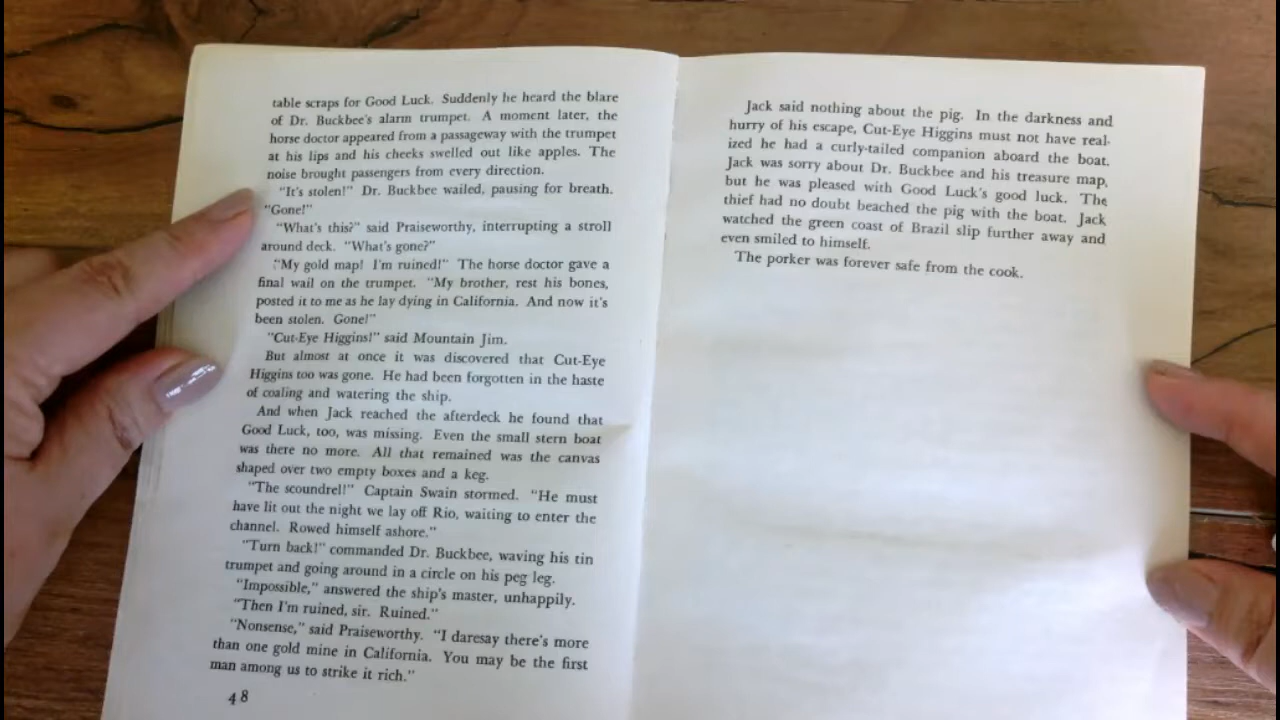 table scraps for Good Luck. Suddenly he heard the blare
of Dr. Buckbee's alarm trumpet. A moment later, the
horse doctor appeared from a passageway with the trumpet
at his lips and his cheeks swelled out like apples. The
noise brought passengers from every direction.
"It's stolen!" Dr. Buckbee wailed, pausing for breath.
"Gone!"
"What's this?" said Praiseworthy, interrupting a stroll
around deck. "What's gone?"
"My gold map! I'm ruined!" The horse doctor gave a
final wail on the trumpet. "My brother, rest his bones,
posted it to me as he lay dying in California. And now it's
been stolen. Gone!"
"Cut-Eye Higgins!" said Mountain Jim.
But almost at once it was discovered that Cut-Eye
Higgins too was gone. He had been forgotten in the haste
of coaling and watering the ship.
And when Jack reached the afterdeck he found that
Good Luck, too, was missing. Even the small stern boat
was there no more. All that remained was the canvas
shaped over two empty boxes and a keg.
"The scoundrel!" Captain Swain stormed. "He must
have lit out the night we lay off Rio, waiting to enter the
channel. Rowed himself ashore."
"Turn back!" commanded Dr. Buckbee, waving his tin
trumpet and going around in a circle on his peg leg.
"Impossible," answered the ship's master, unhappily.
"Then I'm ruined, sir. Ruined."
"Nonsense," said Praiseworthy. "I daresay there's more
than one gold mine in California. You may be the first
man among us to strike it rich."
48
Jack said nothing about the pig. In the darkness and
hurry of his escape, Cut-Eye Higgins must not have real-
ized he had a curly-tailed companion aboard the boat.
Jack was sorry about Dr. Buckbee and his treasure map,
but he was pleased with Good Luck's good luck. The
thief had no doubt beached the pig with the boat. Jack
watched the green coast of Brazil slip further away and
even smiled to himself.
The porker was forever safe from the cook.